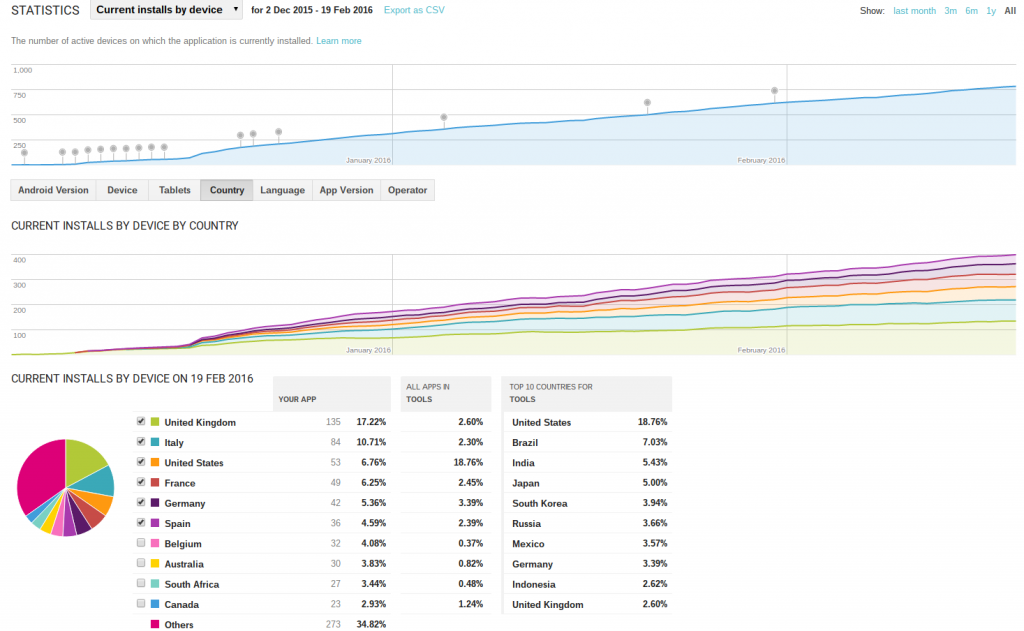 STATISTICS Current installs by device for 2 Dec 2015 - 19 Feb 2016 Export as CSV Show: last month 3m 6m 1y All
The number of active devices on which the application is currently installed. Learn more
1,000
750
500
250
January 2016 February 2016
Android Version Device Tablets Country Language App Version Operator
CURRENT INSTALLS BY DEVICE BY COUNTRY
400
300
200
100
January 2016 February 2016
CURRENT INSTALLS BY DEVICE ON 19 FEB 2016
YOUR APP
ALL APPS IN
TOOLS
TOP 10 COUNTRIES FOR
TOOLS
United Kingdom 135 17.22% 2.60% United States 18.76%
Italy 84 10.71% 2.30% Brazil 7.03%
United States 53 6.76% 18.76% India 5.43%
France 49 6.25% 2.45% Japan 5.00%
Germany 42 5.36% 3.39% South Korea 3.94%
Spain 36 4.59% 2.39% Russia 3.66%
Belgium 32 4.08% 0.37% Mexico 3.57%
Australia 30 3.83% 0.82% Germany 3.39%
South Africa 27 3.44% 0.48% Indonesia 2.62%
Canada 23 2.93% 1.24% United Kingdom 2.60%
Others 273 34.82%